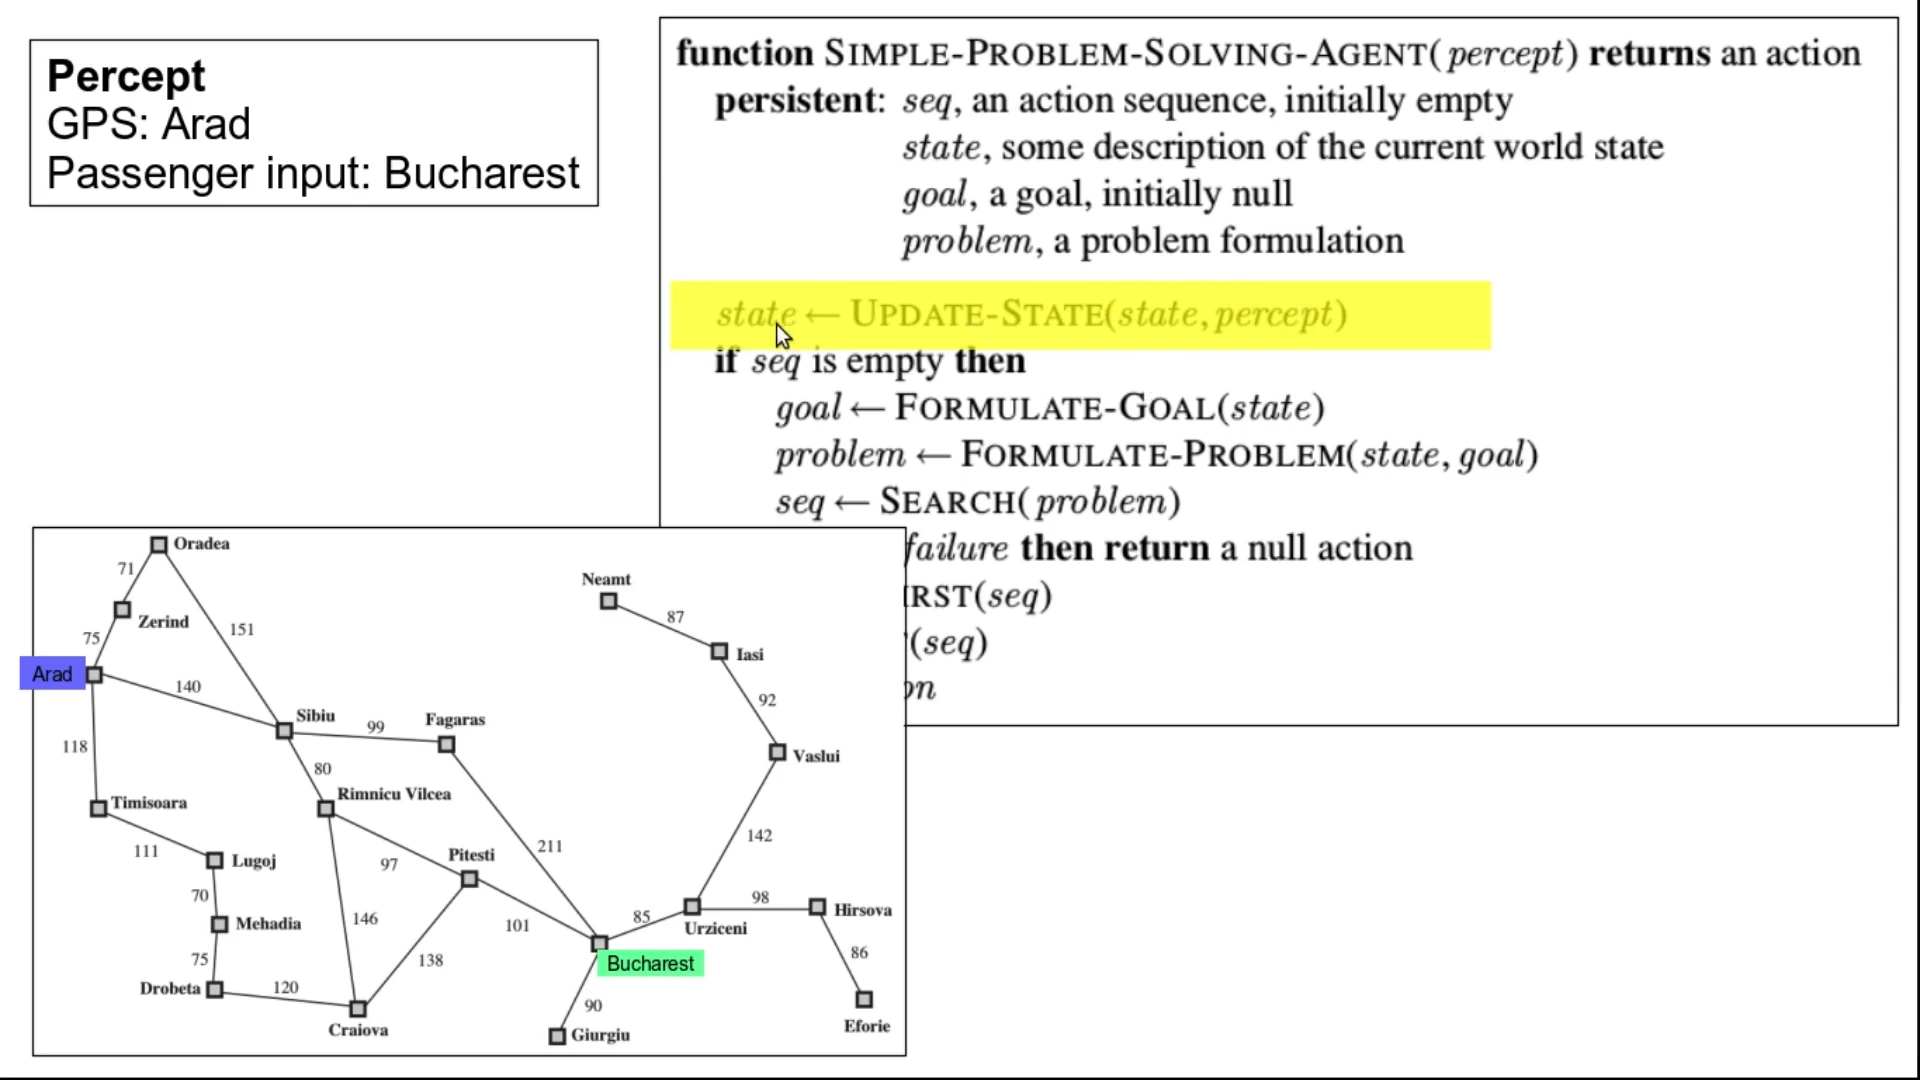 Percept
GPS: Arad
Passenger input: Bucharest
function SIMPLE-PROBLEM-SOLVING-AGENT(percept) returns an action
persistent: seq, an action sequence, initially empty
state, some description of the current world state
goal, a goal, initially null
problem, a problem formulation
state ← UPDATE-STATE(state, percept)
if seq is empty then
goal ← FORMULATE-GOAL(state)
problem ← FORMULATE-PROBLEM(state, goal)
seq ← SEARCH(problem)
failure then return a null action
IRST(seq)
(seq)
on
Oradea
71
Neamt
Zerind
87
151
75
Iasi
Arad
140
92
Sibiu
Fagaras
99
118
Vaslui
80
Rimnicu Vilcea
Timisoara
142
211
111
Pitesti
Lugoj
97
70
98
Hirsova
146
85
Mehadia
101
Urziceni
86
138
75
Bucharest
Drobeta
120
90
Eforie
Craiova
Giurgiu